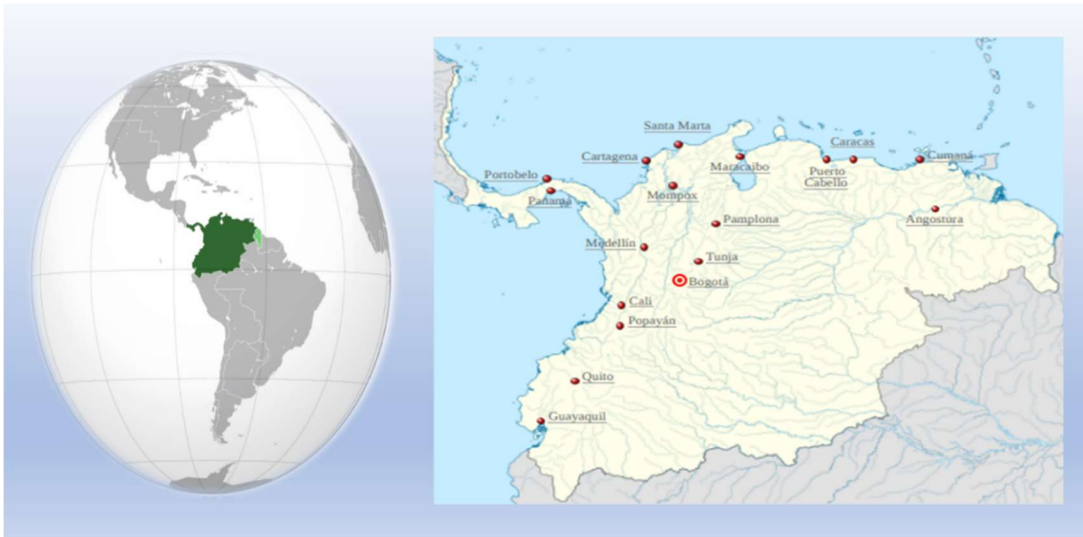 Santa Marta
Cartagena
Caracas
Maracaibo
Cumaná
Puerto
Cabello
Portobelo
Panamá
Mompox
Pamplona
Angostura
Medellín
Tunja
Bogotá
Cali
Popayán
Quito
Guayaquil